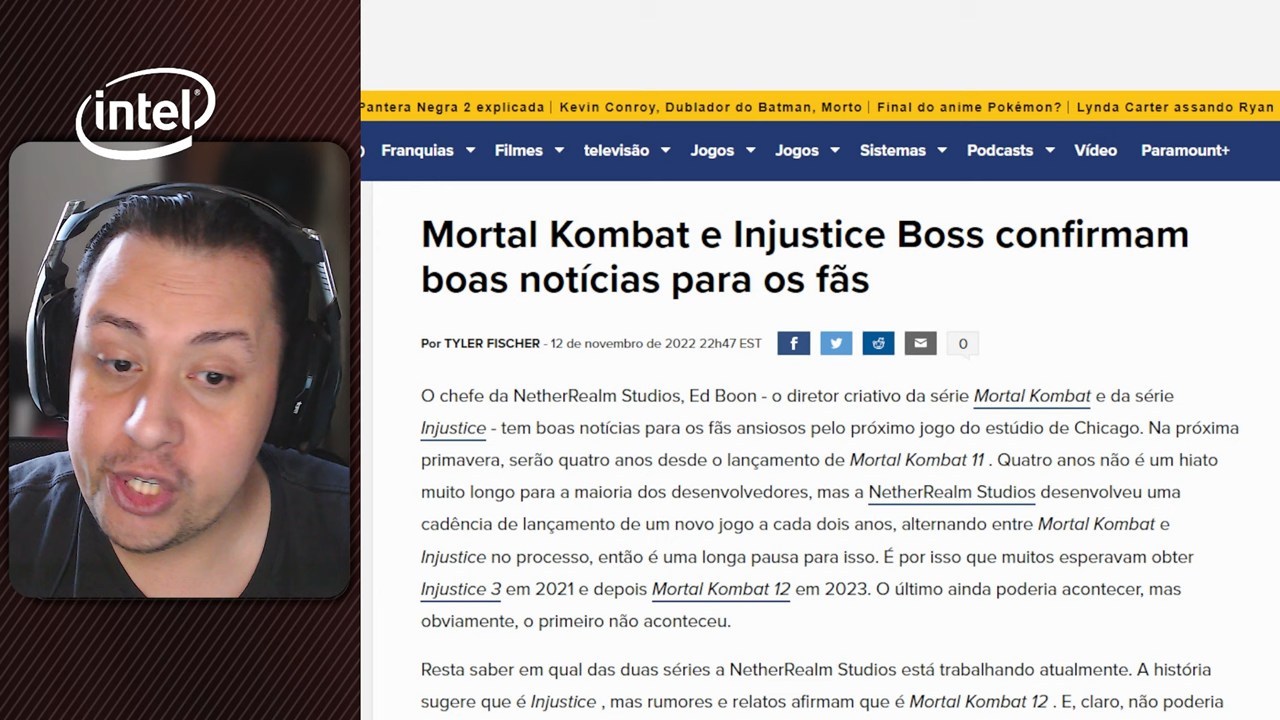 intel
Pantera Negra 2 explicada | Kevin Conroy, Dublador do Batman, Morto | Final do anime Pokémon? | Lynda Carter assando Ryan
Franquias Filmes televisão Jogos Jogos Sistemas Podcasts Vídeo Paramount+
Mortal Kombat e Injustice Boss confirmam
boas notícias para os fãs
Por TYLER FISCHER - 12 de novembro de 2022 22h47 EST 0
O chefe da NetherRealm Studios, Ed Boon - o diretor criativo da série Mortal Kombat e da série
Injustice - tem boas notícias para os fãs ansiosos pelo próximo jogo do estúdio de Chicago. Na próxima
primavera, serão quatro anos desde o lançamento de Mortal Kombat 11 . Quatro anos não é um hiato
muito longo para a maioria dos desenvolvedores, mas a NetherRealm Studios desenvolveu uma
cadência de lançamento de um novo jogo a cada dois anos, alternando entre Mortal Kombat e
Injustice no processo, então é uma longa pausa para isso. É por isso que muitos esperavam obter
Injustice 3 em 2021 e depois Mortal Kombat 12 em 2023. O último ainda poderia acontecer, mas
obviamente, o primeiro não aconteceu.
Resta saber em qual das duas séries a NetherRealm Studios está trabalhando atualmente. A história
sugere que é Injustice , mas rumores e relatos afirmam que é Mortal Kombat 12 . E, claro, não poderia